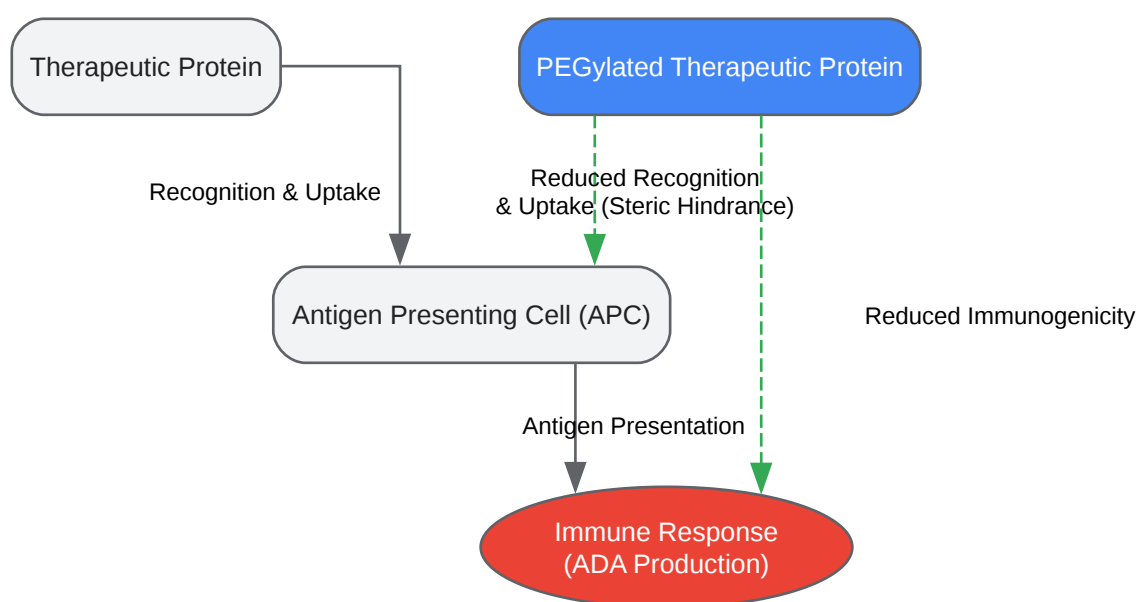 Therapeutic Protein
PEGylated Therapeutic Protein
Recognition & Uptake
Reduced Recognition
& Uptake (Steric Hindrance)
Antigen Presenting Cell (APC)
Reduced Immunogenicity
Antigen Presentation
Immune Response
(ADA Production)